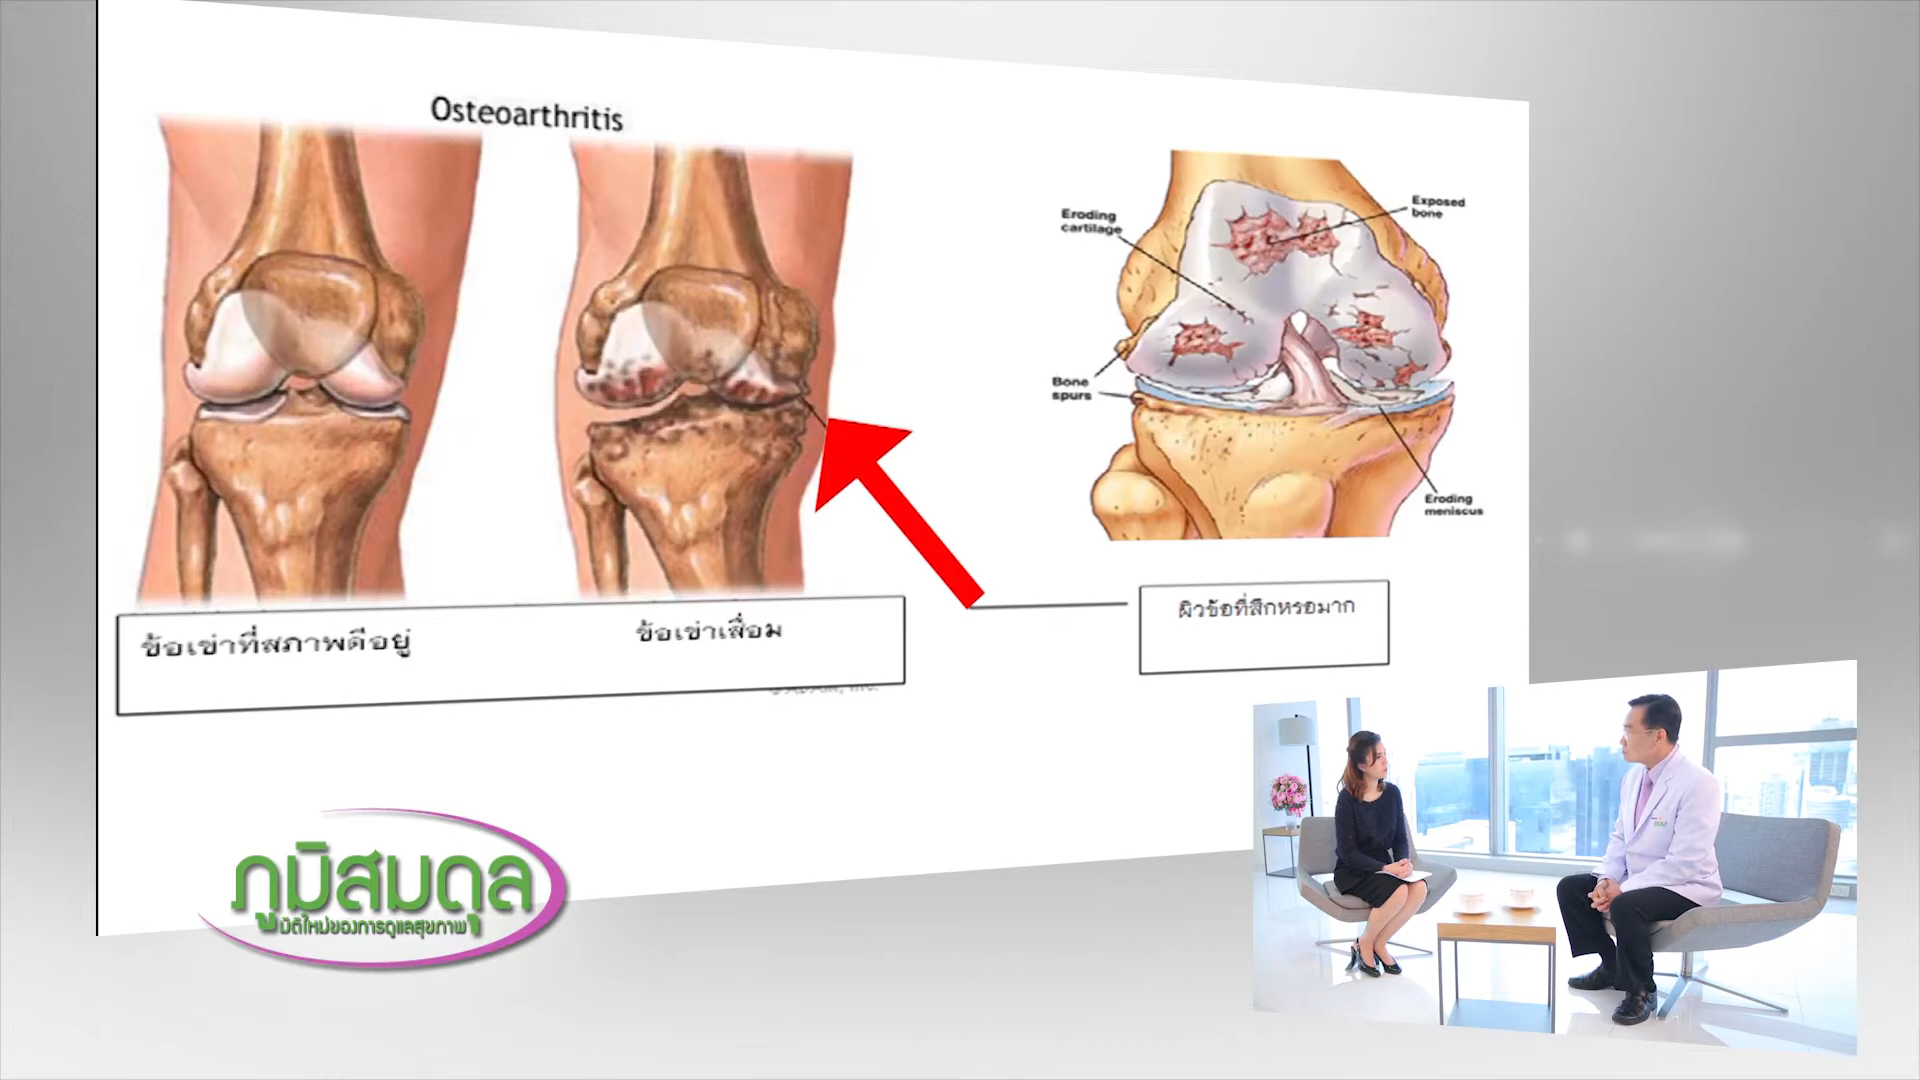 Osteoarthritis
Eroding
cartilage
Exposed
bone
Bone
spurs
Eroding
meniscus
ข้อเข่าที่สภาพดีอยู่
ข้อเข่าเสื่อม
ผิวข้อที่สึกหรอมาก
ภูมิสมดุล
มิติใหม่ของการดูแลสุขภาพ